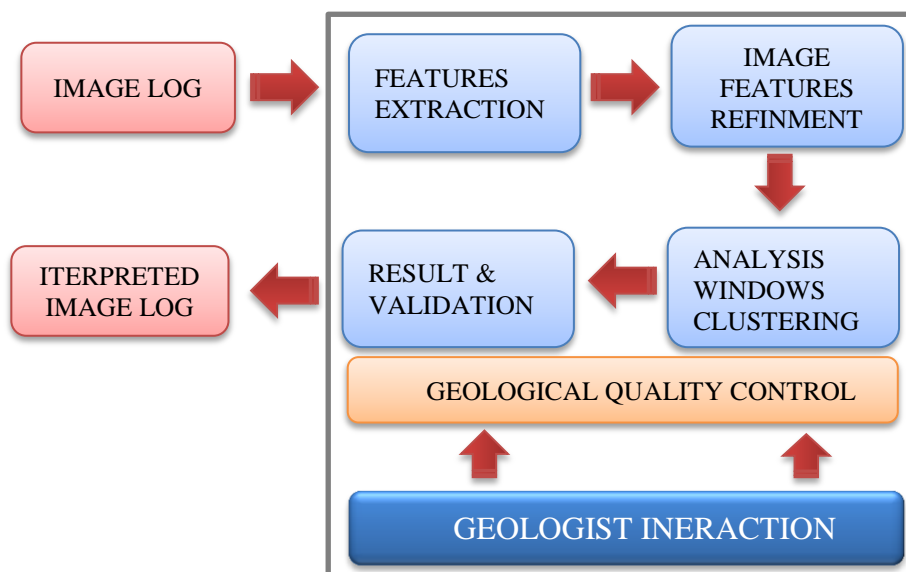 IMAGE LOG
FEATURES
EXTRACTION
IMAGE
FEATURES
REFINMENT
ITERPRETED
IMAGE LOG
RESULT &
VALIDATION
ANALYSIS
WINDOWS
CLUSTERING
GEOLOGICAL QUALITY CONTROL
GEOLOGIST INERACTION